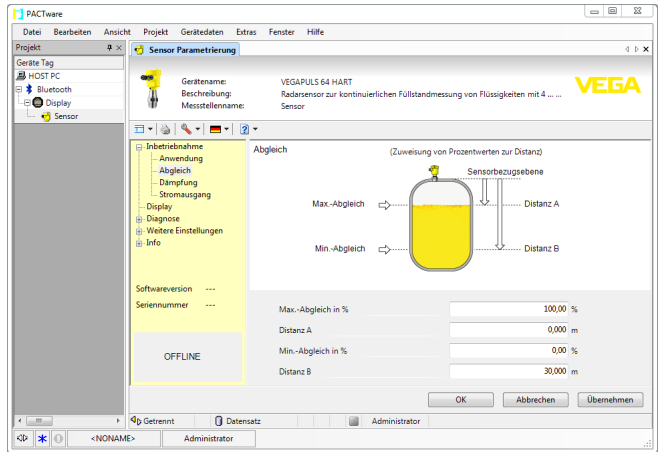 PACTware
Datei Bearbeiten Ansicht Projekt Gerätedaten Extras Fenster Hilfe
Projekt
Geräte Tag
HOST PC
Bluetooth
Display
Sensor
Sensor Parametrierung
Gerätename: VEGAPULS 64 HART
Beschreibung: Radarsensor zur kontinuierlichen Füllstandmessung von Flüssigkeiten mit 4 ... ...
Messstellenname: Sensor
VEGA
Inbetriebnahme
Anwendung
Abgleich
Dämpfung
Stromausgang
Display
Diagnose
Weitere Einstellungen
Info
Softwareversion ---
Seriennummer ---
OFFLINE
Abgleich
(Zuweisung von Prozentwerten zur Distanz)
Sensorbezugsebene
Max.-Abgleich
Distanz A
Min.-Abgleich
Distanz B
Max.-Abgleich in % 100,00 %
Distanz A 0,000 m
Min.-Abgleich in % 0,00 %
Distanz B 30,000 m
OK Abbrechen Übernehmen
Getrennt Datensatz Administrator
<NONAME> Administrator